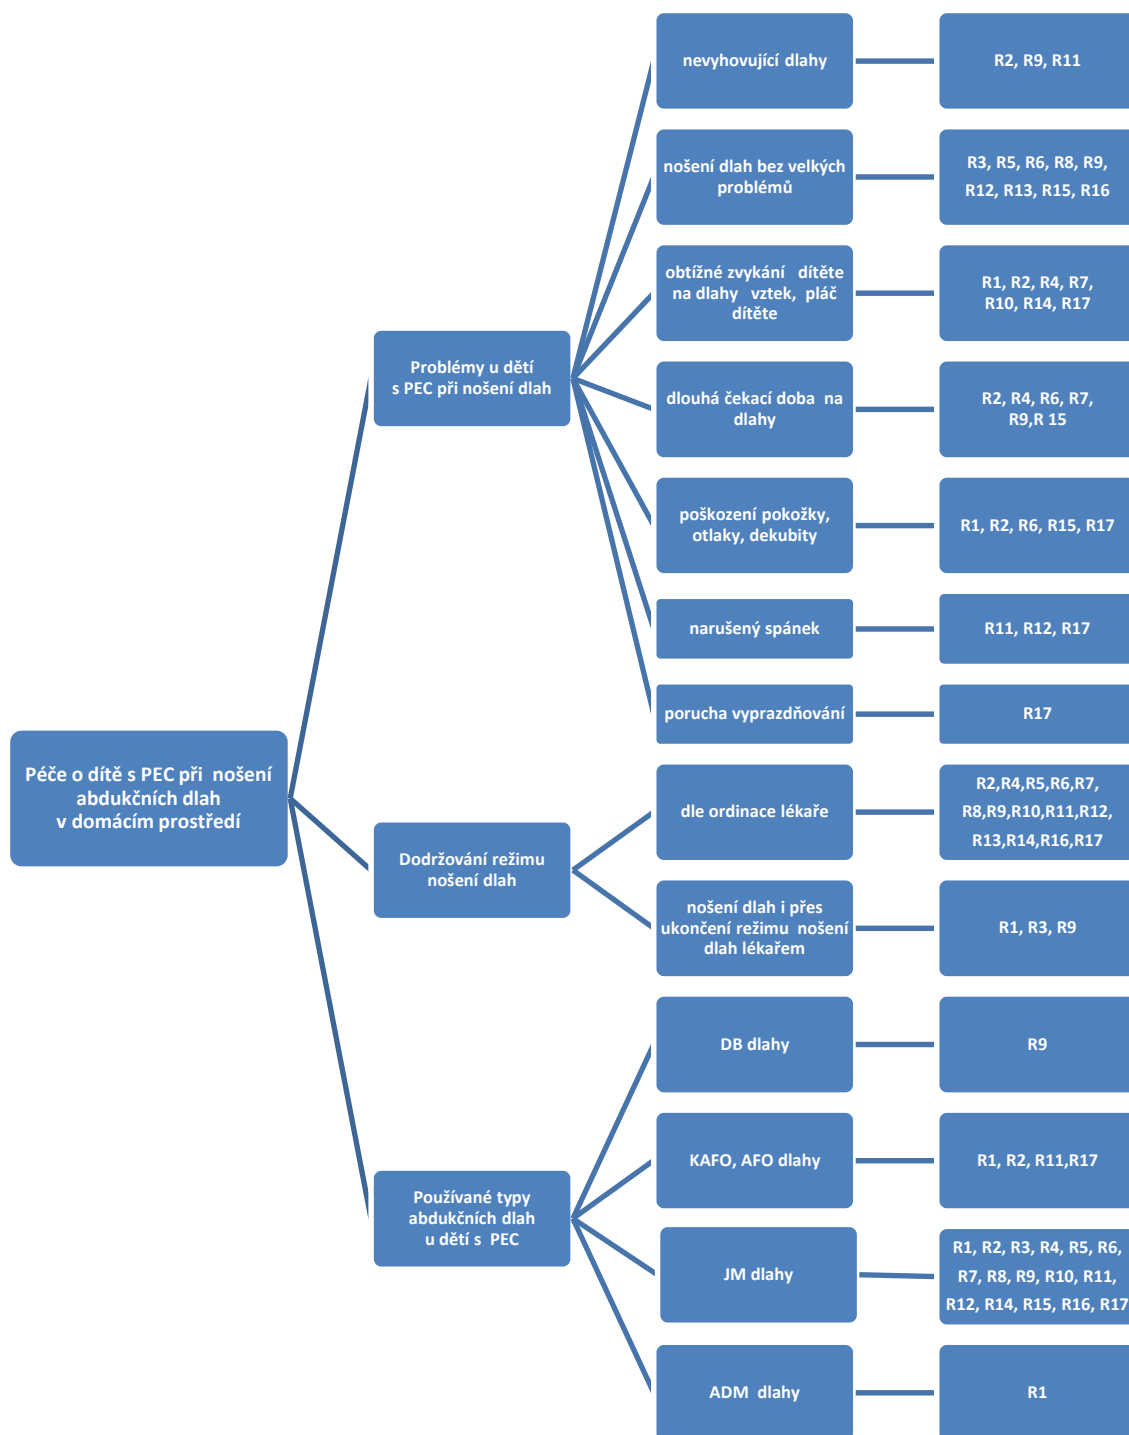 Péče o dítě s PEC při nošení
abdukčních dlah
v domácím prostředí
Problémy u dětí
s PEC při nošení dlah
nevyhovující dlahy
R2, R9, R11
nošení dlah bez velkých
problémů
R3, R5, R6, R8, R9,
R12, R13, R15, R16
obtížné zvykání dítěte
na dlahy vztek, pláč
dítěte
R1, R2, R4, R7,
R10, R14, R17
dlouhá čekací doba na
dlahy
R2, R4, R6, R7,
R9,R 15
poškození pokožky,
otlaky, dekubity
R1, R2, R6, R15, R17
narušený spánek
R11, R12, R17
porucha vyprazdňování
R17
Dodržování režimu
nošení dlah
dle ordinace lékaře
R2,R4,R5,R6,R7,
R8,R9,R10,R11,R12,
R13,R14,R16,R17
nošení dlah i přes
ukončení režimu nošení
dlah lékařem
R1, R3, R9
Používané typy
abdukčních dlah
u dětí s PEC
DB dlahy
R9
KAFO, AFO dlahy
R1, R2, R11,R17
JM dlahy
R1, R2, R3, R4, R5, R6,
R7, R8, R9, R10, R11,
R12, R14, R15, R16, R17
ADM dlahy
R1